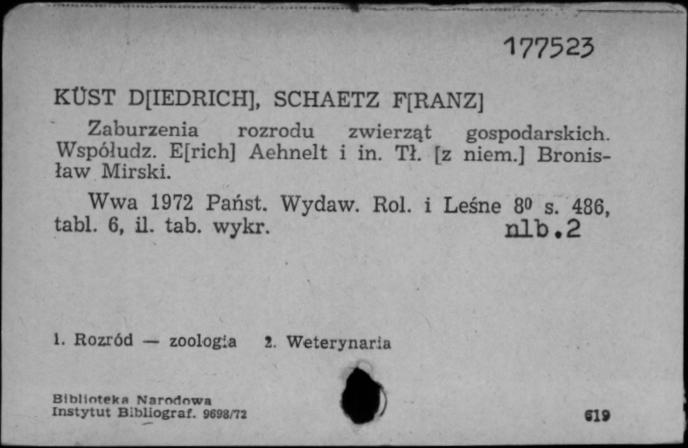 177523
KÜST D[IEDRICH], SCHAETZ F[RANZ]
Zaburzenia rozrodu zwierząt gospodarskich.
Współudz. E[rich] Aehnelt i in. Tł. [z niem.] Bronis-
ław Mirski.
Wwa 1972 Państ. Wydaw. Rol. i Leśne 8⁰ s. 486,
tabl. 6, il. tab. wykr. nlb.2
1. Rozród — zoologia 2. Weterynaria
Biblioteka Narodowa
Instytut Bibliograf. 9698/72 619